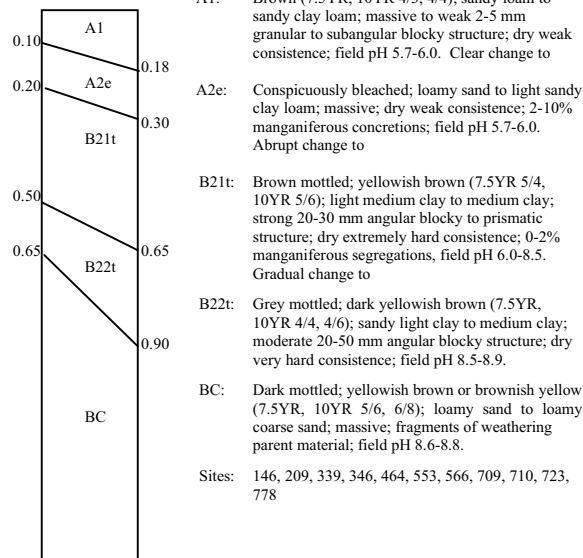 A1
0.10
0.18
0.20
A2e
0.30
B21t
0.50
0.65
0.65
B22t
0.90
BC
sandy clay loam; massive to weak 2-5 mm
granular to subangular blocky structure; dry weak
consistence; field pH 5.7-6.0. Clear change to
A2e: Conspicuously bleached; loamy sand to light sandy
clay loam; massive; dry weak consistence; 2-10%
manganiferous concretions; field pH 5.7-6.0.
Abrupt change to
B21t: Brown mottled; yellowish brown (7.5YR 5/4,
10YR 5/6); light medium clay to medium clay;
strong 20-30 mm angular blocky to prismatic
structure; dry extremely hard consistence; 0-2%
manganiferous segregations, field pH 6.0-8.5.
Gradual change to
B22t: Grey mottled; dark yellowish brown (7.5YR,
10YR 4/4, 4/6); sandy light clay to medium clay;
moderate 20-50 mm angular blocky structure; dry
very hard consistence; field pH 8.5-8.9.
BC: Dark mottled; yellowish brown or brownish yellow
(7.5YR, 10YR 5/6, 6/8); loamy sand to loamy
coarse sand; massive; fragments of weathering
parent material; field pH 8.6-8.8.
Sites: 146, 209, 339, 346, 464, 553, 566, 709, 710, 723,
778